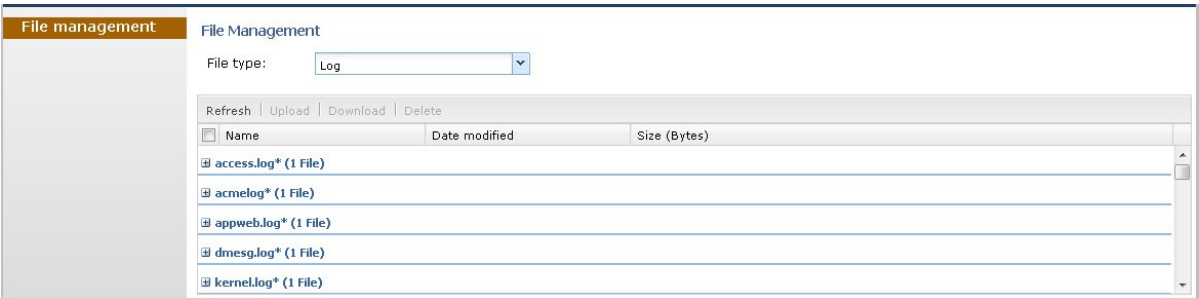 File management
File Management
File type: Log
Refresh | Upload | Download | Delete
Name Date modified Size (Bytes)
access.log* (1 File)
acmelog* (1 File)
appweb.log* (1 File)
dmesg.log* (1 File)
kernel.log* (1 File)